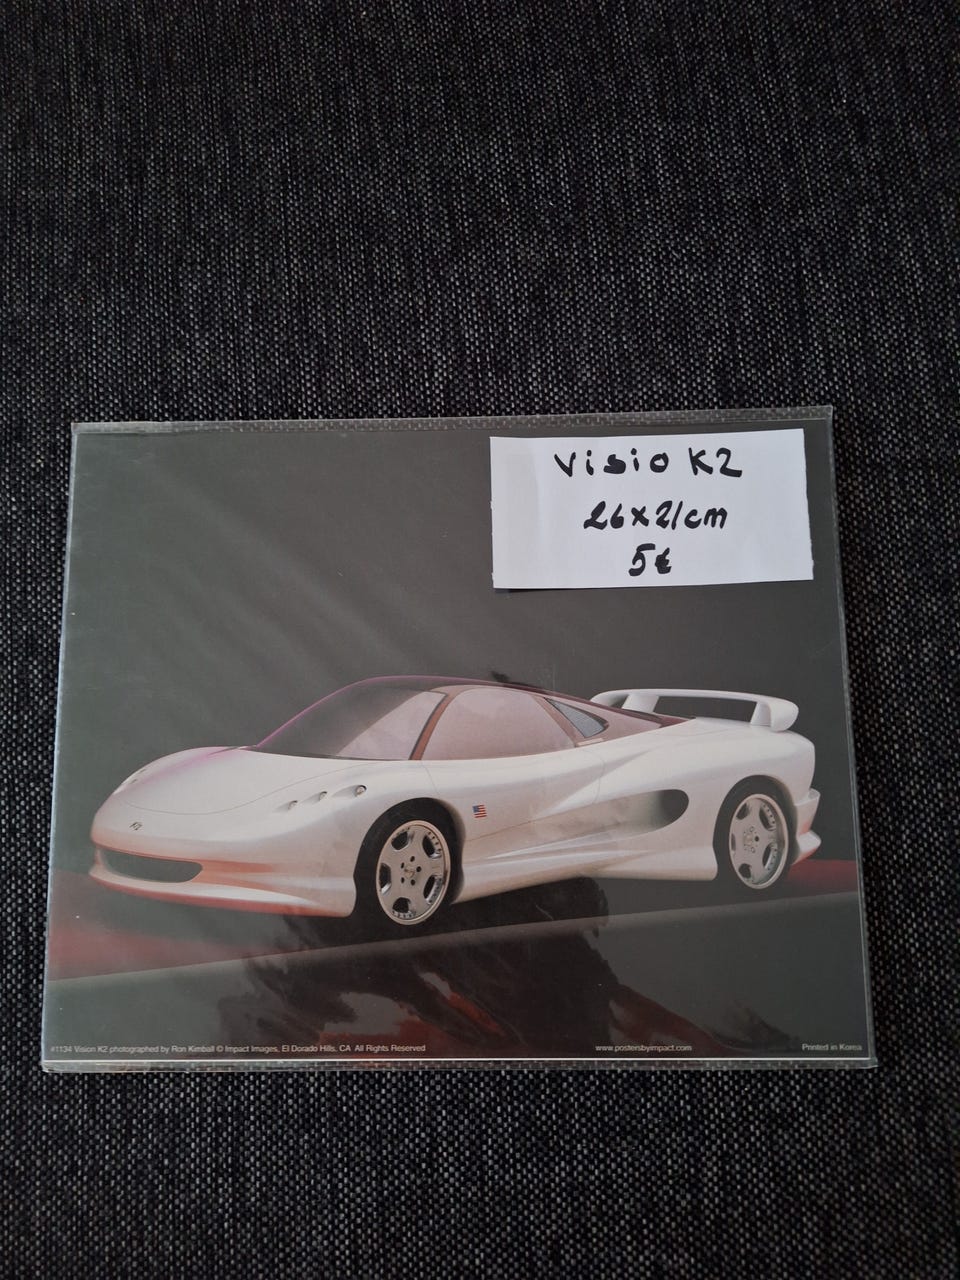 Visio K2
26x21cm
5€
#1134 Vision K2 photographed by Ron Kimball © Impact Images, El Dorado Hills, CA All Rights Reserved
www.postersbyimpact.com
Printed in Korea